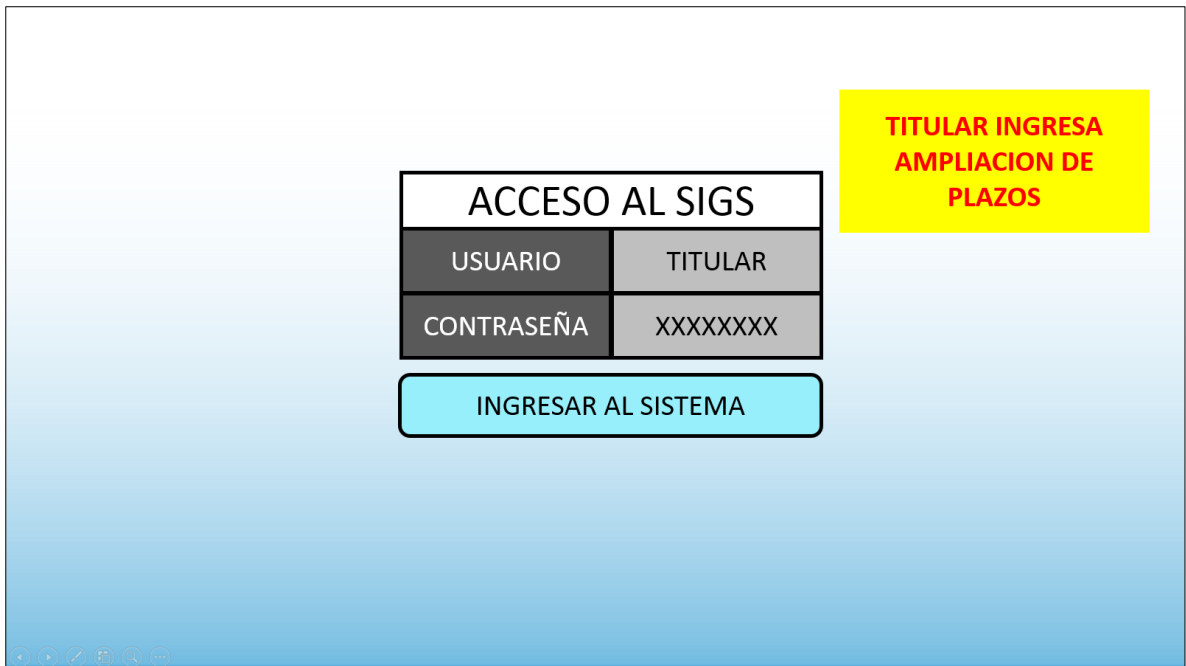 TITULAR INGRESA
AMPLIACION DE
PLAZOS
ACCESO AL SIGS
USUARIO TITULAR
CONTRASEÑA XXXXXXXX
INGRESAR AL SISTEMA